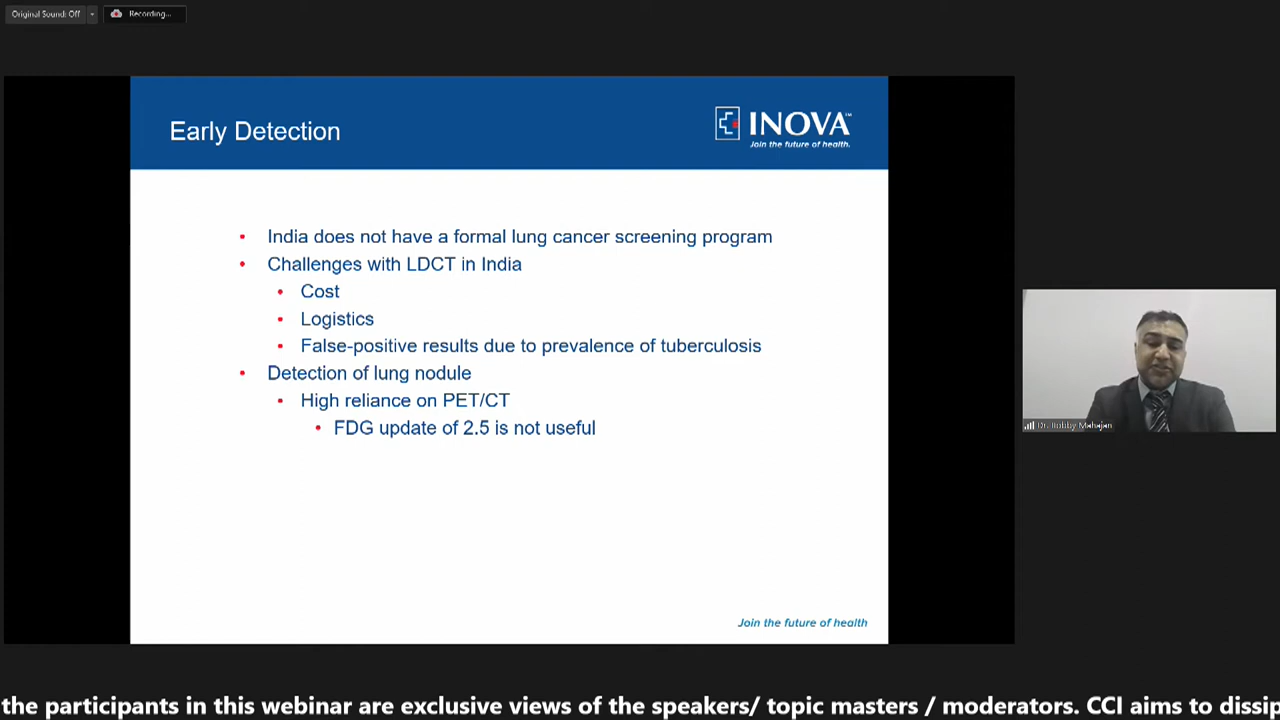 Original Sound: Off
Recording...
Early Detection
INOVA™
Join the future of health.
• India does not have a formal lung cancer screening program
• Challenges with LDCT in India
• Cost
• Logistics
• False-positive results due to prevalence of tuberculosis
• Detection of lung nodule
• High reliance on PET/CT
• FDG update of 2.5 is not useful
Dr. Bobby Mahajan
Join the future of health
the participants in this webinar are exclusive views of the speakers/ topic masters / moderators. CCI aims to dissip